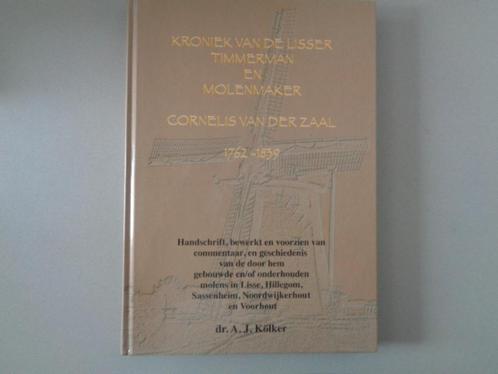 KRONIEK VAN DE LISSER
TIMMERMAN
EN
MOLENMAKER
CORNELIS VAN DER ZAAL
1762 -1839
Handschrift, bewerkt en voorzien van
commentaar, en geschiedenis
van de door hem
gebouwde en/of onderhouden
molens in Lisse, Hillegom,
Sassenheim, Noordwijkerhout
en Voorhout
dr. A. J. Kölker